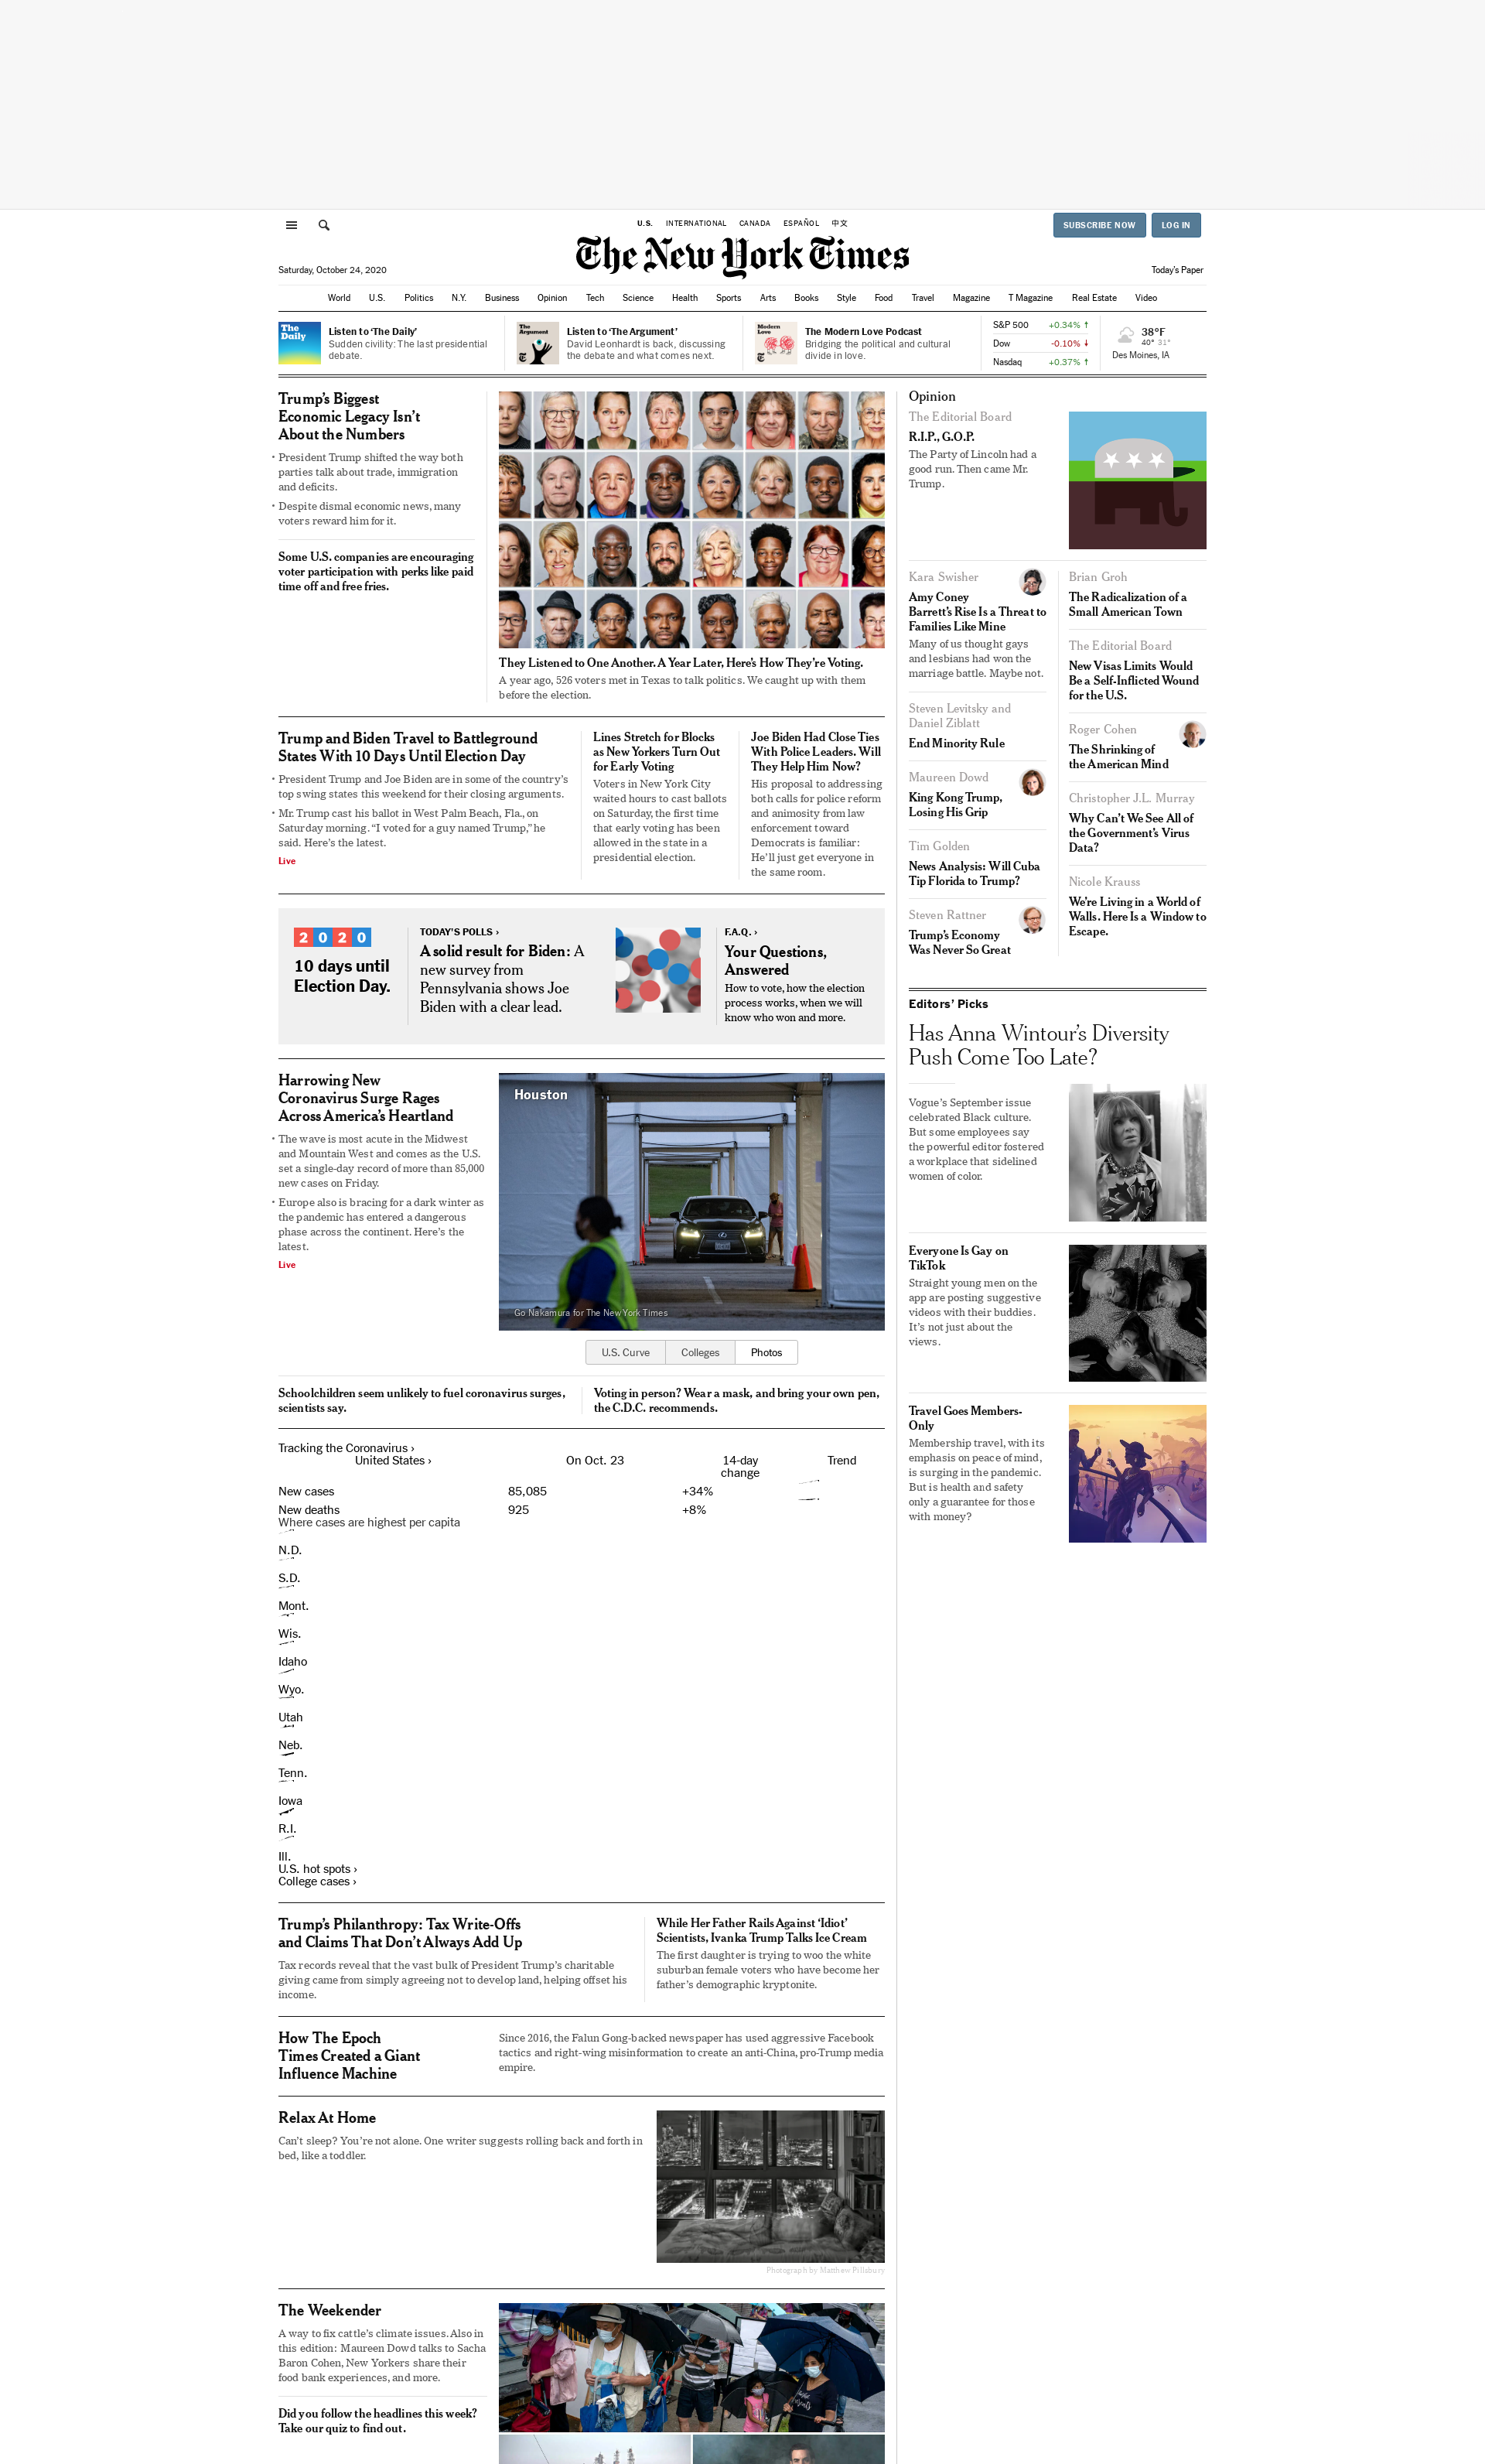 U.S. INTERNATIONAL CANADA ESPAÑOL 中文
SUBSCRIBE NOW LOG IN
The New York Times
Saturday, October 24, 2020
Today's Paper
World U.S. Politics N.Y. Business Opinion Tech Science Health Sports Arts Books Style Food Travel Magazine T Magazine Real Estate Video
The
Daily
Listen to ‘The Daily’
Sudden civility: The last presidential
debate.
The
Argument
Listen to ‘The Argument’
David Leonhardt is back, discussing
the debate and what comes next.
Modern
Love
The Modern Love Podcast
Bridging the political and cultural
divide in love.
S&P 500 +0.34%
Dow -0.10%
Nasdaq +0.37%
38°F
40° 31°
Des Moines, IA
Trump’s Biggest
Economic Legacy Isn’t
About the Numbers
• President Trump shifted the way both
parties talk about trade, immigration
and deficits.
• Despite dismal economic news, many
voters reward him for it.
Some U.S. companies are encouraging
voter participation with perks like paid
time off and free fries.
They Listened to One Another. A Year Later, Here’s How They’re Voting.
A year ago, 526 voters met in Texas to talk politics. We caught up with them
before the election.
Trump and Biden Travel to Battleground
States With 10 Days Until Election Day
• President Trump and Joe Biden are in some of the country’s
top swing states this weekend for their closing arguments.
• Mr. Trump cast his ballot in West Palm Beach, Fla., on
Saturday morning. “I voted for a guy named Trump,” he
said. Here’s the latest.
Live
Lines Stretch for Blocks
as New Yorkers Turn Out
for Early Voting
Voters in New York City
waited hours to cast ballots
on Saturday, the first time
that early voting has been
allowed in the state in a
presidential election.
Joe Biden Had Close Ties
With Police Leaders. Will
They Help Him Now?
His proposal to addressing
both calls for police reform
and animosity from law
enforcement toward
Democrats is familiar:
He’ll just get everyone in
the same room.
2020
10 days until
Election Day.
TODAY’S POLLS ›
A solid result for Biden: A
new survey from
Pennsylvania shows Joe
Biden with a clear lead.
F.A.Q. ›
Your Questions,
Answered
How to vote, how the election
process works, when we will
know who won and more.
Harrowing New
Coronavirus Surge Rages
Across America’s Heartland
• The wave is most acute in the Midwest
and Mountain West and comes as the U.S.
set a single-day record of more than 85,000
new cases on Friday.
• Europe also is bracing for a dark winter as
the pandemic has entered a dangerous
phase across the continent. Here’s the
latest.
Live
Houston
Go Nakamura for The New York Times
U.S. Curve Colleges Photos
Schoolchildren seem unlikely to fuel coronavirus surges,
scientists say.
Voting in person? Wear a mask, and bring your own pen,
the C.D.C. recommends.
Tracking the Coronavirus ›
United States › On Oct. 23 14-day
change Trend
New cases 85,085 +34%
New deaths 925 +8%
Where cases are highest per capita
N.D.
S.D.
Mont.
Wis.
Idaho
Wyo.
Utah
Neb.
Tenn.
Iowa
R.I.
Ill.
U.S. hot spots ›
College cases ›
Trump’s Philanthropy: Tax Write-Offs
and Claims That Don’t Always Add Up
Tax records reveal that the vast bulk of President Trump’s charitable
giving came from simply agreeing not to develop land, helping offset his
income.
While Her Father Rails Against ‘Idiot’
Scientists, Ivanka Trump Talks Ice Cream
The first daughter is trying to woo the white
suburban female voters who have become her
father’s demographic kryptonite.
How The Epoch
Times Created a Giant
Influence Machine
Since 2016, the Falun Gong-backed newspaper has used aggressive Facebook
tactics and right-wing misinformation to create an anti-China, pro-Trump media
empire.
Relax At Home
Can’t sleep? You’re not alone. One writer suggests rolling back and forth in
bed, like a toddler.
Photograph by Matthew Pillsbury
The Weekender
A way to fix cattle’s climate issues. Also in
this edition: Maureen Dowd talks to Sacha
Baron Cohen, New Yorkers share their
food bank experiences, and more.
Did you follow the headlines this week?
Take our quiz to find out.
Opinion
The Editorial Board
R.I.P., G.O.P.
The Party of Lincoln had a
good run. Then came Mr.
Trump.
Kara Swisher
Amy Coney
Barrett’s Rise Is a Threat to
Families Like Mine
Many of us thought gays
and lesbians had won the
marriage battle. Maybe not.
Steven Levitsky and
Daniel Ziblatt
End Minority Rule
Maureen Dowd
King Kong Trump,
Losing His Grip
Tim Golden
News Analysis: Will Cuba
Tip Florida to Trump?
Steven Rattner
Trump’s Economy
Was Never So Great
Brian Groh
The Radicalization of a
Small American Town
The Editorial Board
New Visas Limits Would
Be a Self-Inflicted Wound
for the U.S.
Roger Cohen
The Shrinking of
the American Mind
Christopher J.L. Murray
Why Can’t We See All of
the Government’s Virus
Data?
Nicole Krauss
We’re Living in a World of
Walls. Here Is a Window to
Escape.
Editors’ Picks
Has Anna Wintour’s Diversity
Push Come Too Late?
Vogue’s September issue
celebrated Black culture.
But some employees say
the powerful editor fostered
a workplace that sidelined
women of color.
Everyone Is Gay on
TikTok
Straight young men on the
app are posting suggestive
videos with their buddies.
It’s not just about the
views.
Travel Goes Members-
Only
Membership travel, with its
emphasis on peace of mind,
is surging in the pandemic.
But is health and safety
only a guarantee for those
with money?